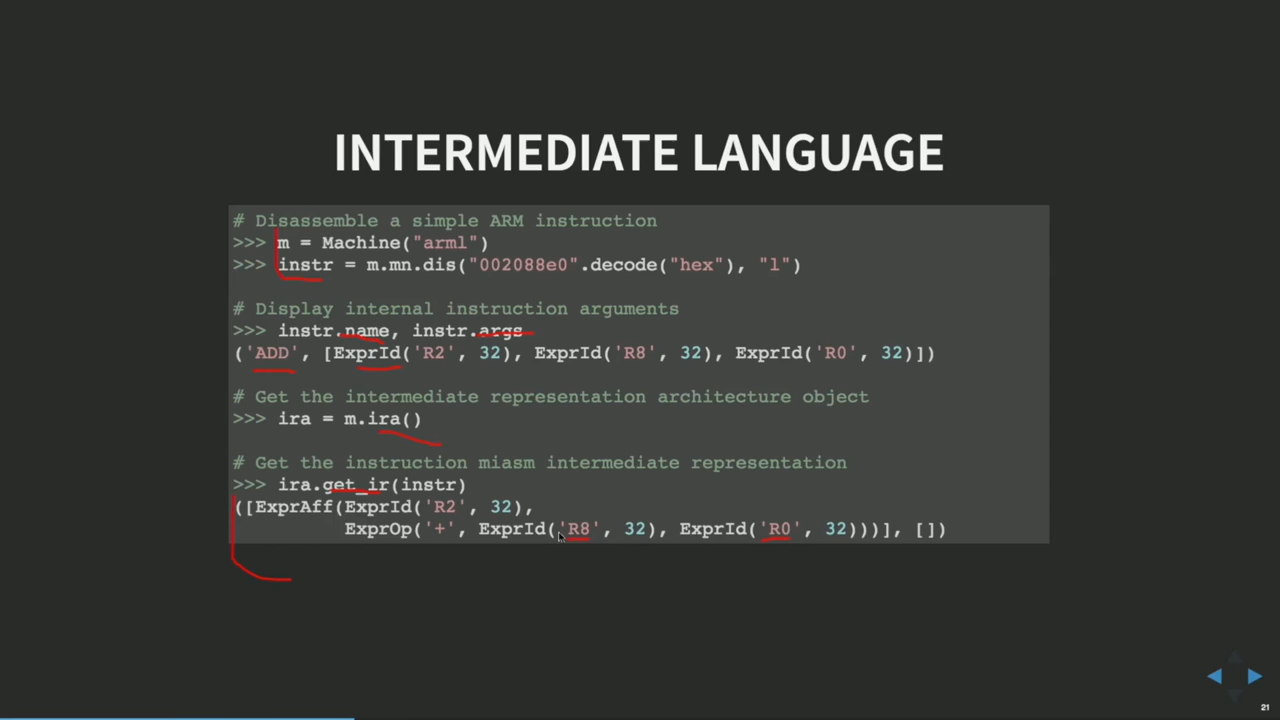 INTERMEDIATE LANGUAGE
# Disassemble a simple ARM instruction
>>> m = Machine("arml")
>>> instr = m.mn.dis("002088e0".decode("hex"), "l")
# Display internal instruction arguments
>>> instr.name, instr.args
('ADD', [ExprId('R2', 32), ExprId('R8', 32), ExprId('R0', 32)])
# Get the intermediate representation architecture object
>>> ira = m.ira()
# Get the instruction miasm intermediate representation
>>> ira.get_ir(instr)
([ExprAff(ExprId('R2', 32),
ExprOp('+', ExprId('R8', 32), ExprId('R0', 32)))], [])
21